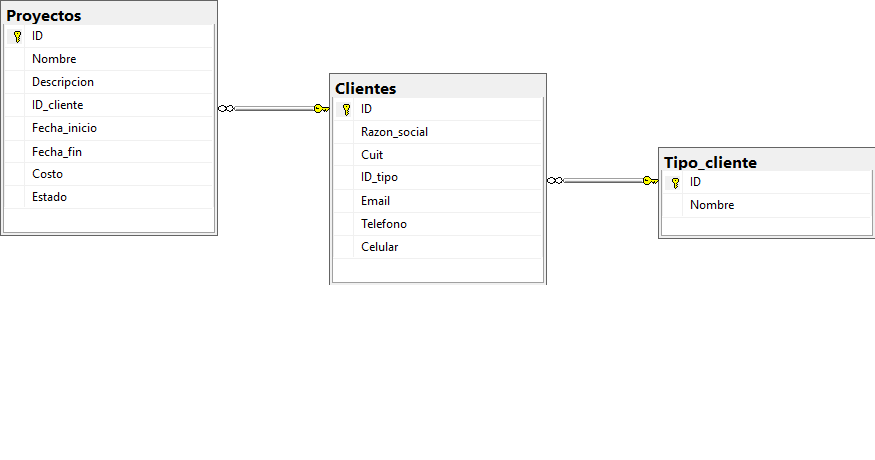 Proyectos
ID
Nombre
Descripcion
ID_cliente
Fecha_inicio
Fecha_fin
Costo
Estado
Clientes
ID
Razon_social
Cuit
ID_tipo
Email
Telefono
Celular
Tipo_cliente
ID
Nombre